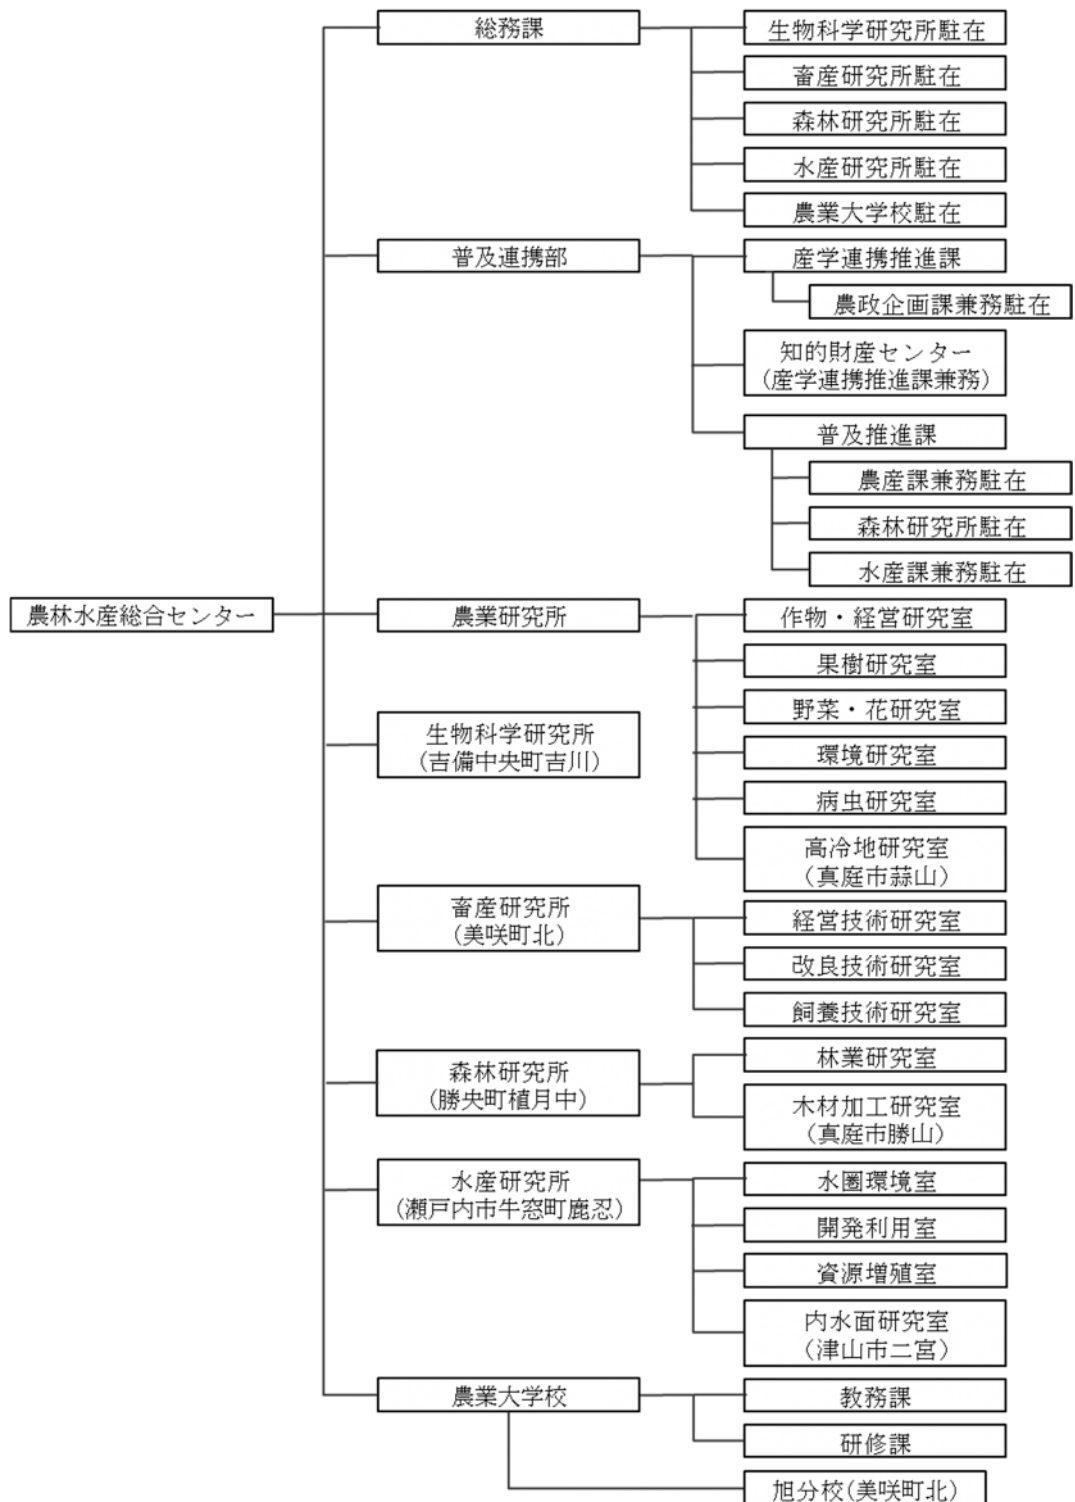 総務課
生物科学研究所駐在
畜産研究所駐在
森林研究所駐在
水産研究所駐在
農業大学校駐在
普及連携部
産学連携推進課
農政企画課兼務駐在
知的財産センター
(産学連携推進課兼務)
普及推進課
農産課兼務駐在
森林研究所駐在
水産課兼務駐在
農林水産総合センター
農業研究所
作物・経営研究室
果樹研究室
野菜・花研究室
環境研究室
病虫研究室
高冷地研究室
(真庭市蒜山)
生物科学研究所
(吉備中央町吉川)
畜産研究所
(美咲町北)
経営技術研究室
改良技術研究室
飼養技術研究室
森林研究所
(勝央町植月中)
林業研究室
木材加工研究室
(真庭市勝山)
水産研究所
(瀬戸内市牛窓町鹿忍)
水圏環境室
開発利用室
資源増殖室
内水面研究室
(津山市二宮)
農業大学校
教務課
研修課
旭分校(美咲町北)